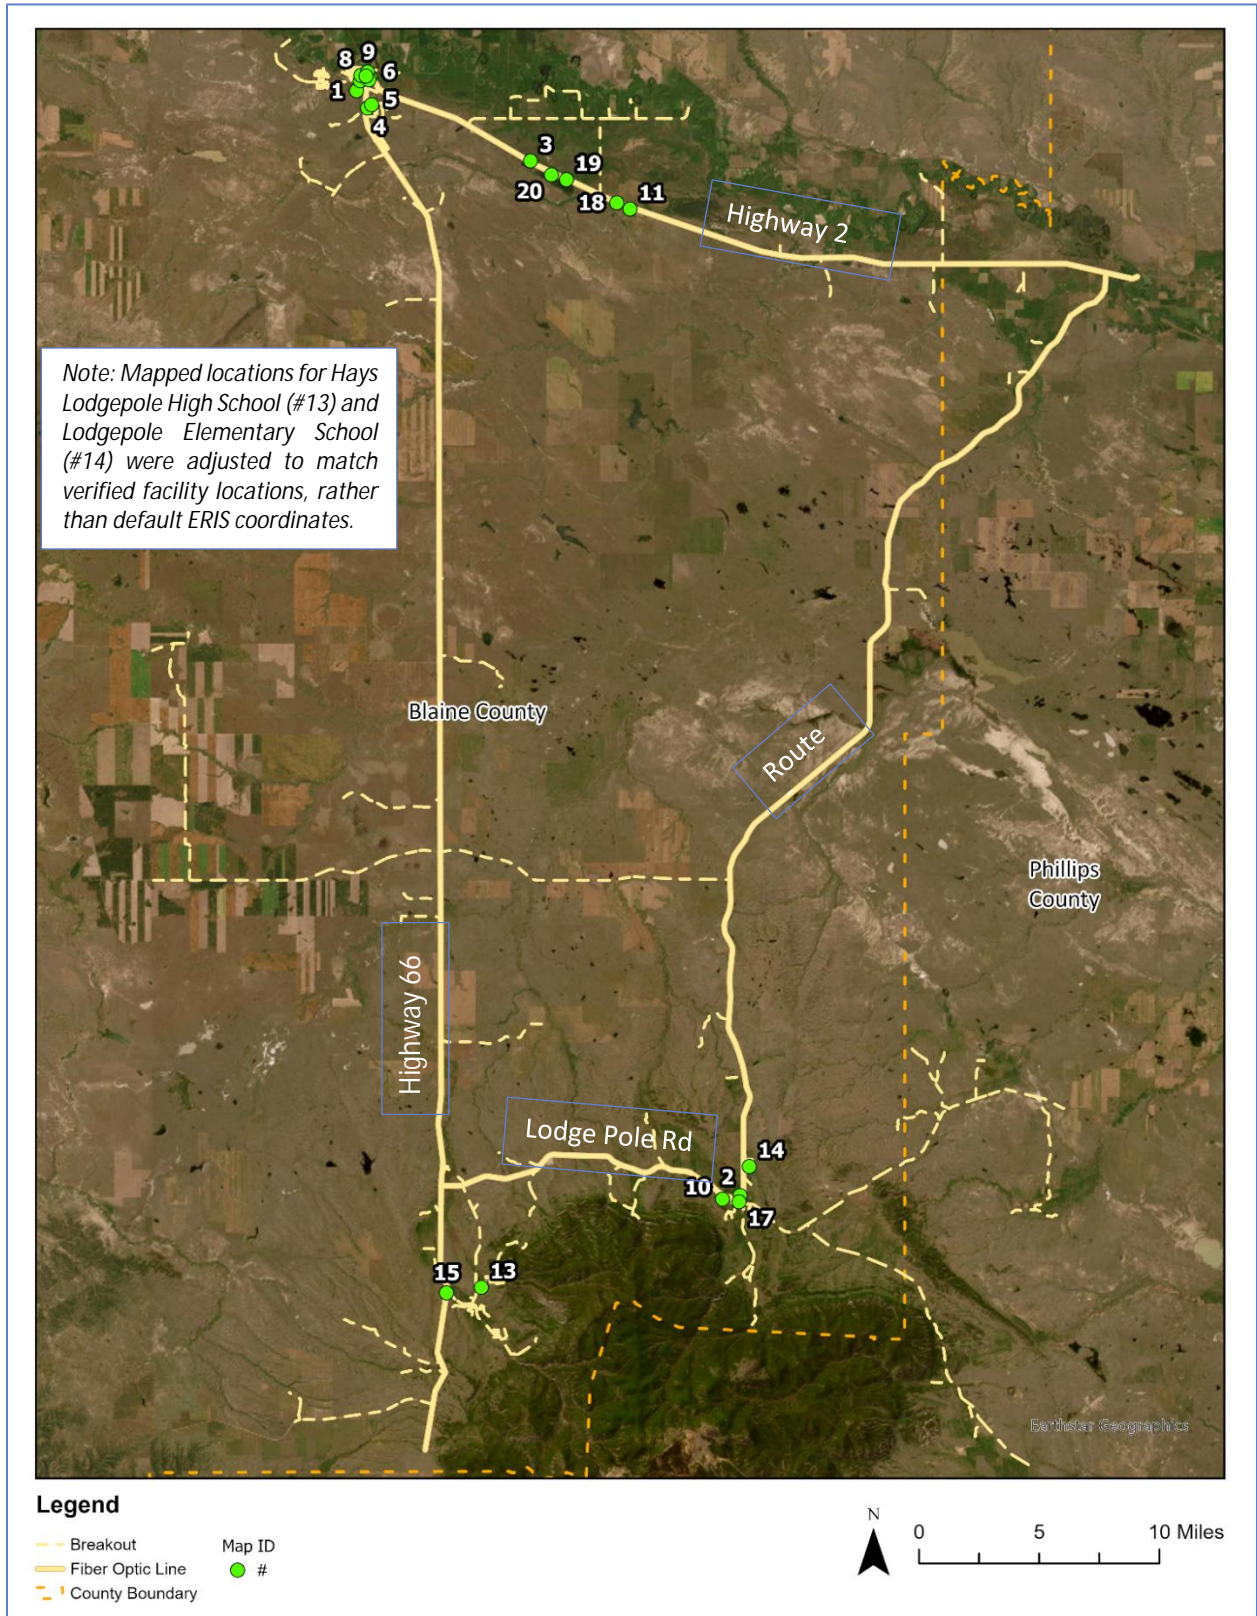 8
9
6
1
5
4
3
19
20
18
11
Highway 2
Note: Mapped locations for Hays
Lodgepole High School (#13) and
Lodgepole Elementary School
(#14) were adjusted to match
verified facility locations, rather
than default ERIS coordinates.
Blaine County
Route
Phillips
County
Highway 66
Lodge Pole Rd
14
10
2
17
15
13
Earthstar Geographics
Legend
Breakout
Fiber Optic Line
County Boundary
Map ID
#
N
0 5 10 Miles